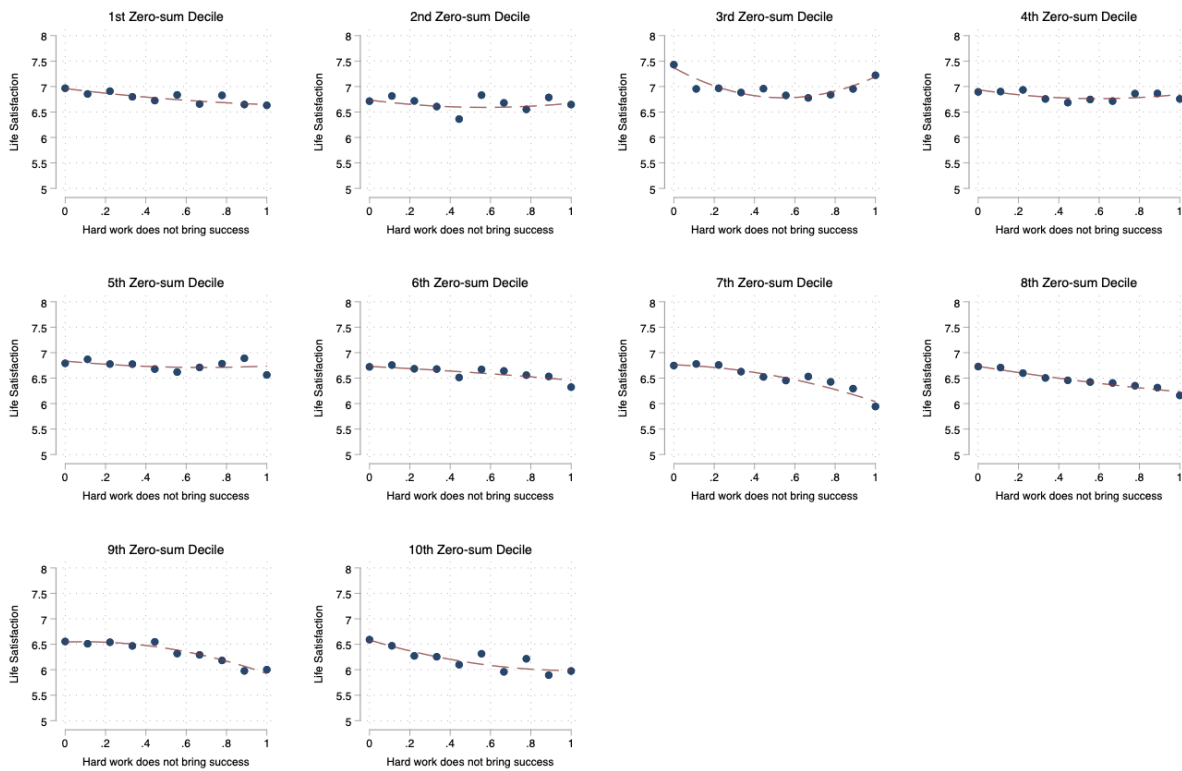 1st Zero-sum Decile
8
7.5
7
6.5
6
5.5
5
Life Satisfaction
0 .2 .4 .6 .8 1
Hard work does not bring success
2nd Zero-sum Decile
8
7.5
7
6.5
6
5.5
5
Life Satisfaction
0 .2 .4 .6 .8 1
Hard work does not bring success
3rd Zero-sum Decile
8
7.5
7
6.5
6
5.5
5
Life Satisfaction
0 .2 .4 .6 .8 1
Hard work does not bring success
4th Zero-sum Decile
8
7.5
7
6.5
6
5.5
5
Life Satisfaction
0 .2 .4 .6 .8 1
Hard work does not bring success
5th Zero-sum Decile
8
7.5
7
6.5
6
5.5
5
Life Satisfaction
0 .2 .4 .6 .8 1
Hard work does not bring success
6th Zero-sum Decile
8
7.5
7
6.5
6
5.5
5
Life Satisfaction
0 .2 .4 .6 .8 1
Hard work does not bring success
7th Zero-sum Decile
8
7.5
7
6.5
6
5.5
5
Life Satisfaction
0 .2 .4 .6 .8 1
Hard work does not bring success
8th Zero-sum Decile
8
7.5
7
6.5
6
5.5
5
Life Satisfaction
0 .2 .4 .6 .8 1
Hard work does not bring success
9th Zero-sum Decile
8
7.5
7
6.5
6
5.5
5
Life Satisfaction
0 .2 .4 .6 .8 1
Hard work does not bring success
10th Zero-sum Decile
8
7.5
7
6.5
6
5.5
5
Life Satisfaction
0 .2 .4 .6 .8 1
Hard work does not bring success